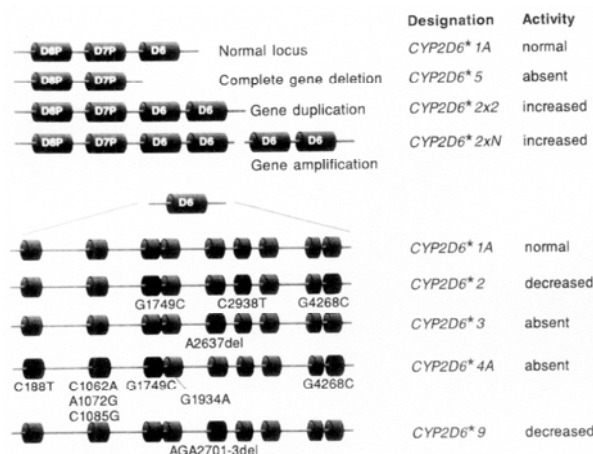 Designation Activity
D8P D7P D6 Normal locus CYP2D6*1A normal
D8P D7P Complete gene deletion CYP2D6*5 absent
D8P D7P D6 D6 Gene duplication CYP2D6*2x2 increased
D8P D7P D6 D6 D6 D6 CYP2D6*2xN increased
Gene amplification
D6
CYP2D6*1A normal
CYP2D6*2 decreased
G1749C C2938T G4268C
CYP2D6*3 absent
A2637del
CYP2D6*4A absent
C188T C1062A G1749C G4268C
A1072G G1934A
C1085G
CYP2D6*9 decreased
AGA2701-3del